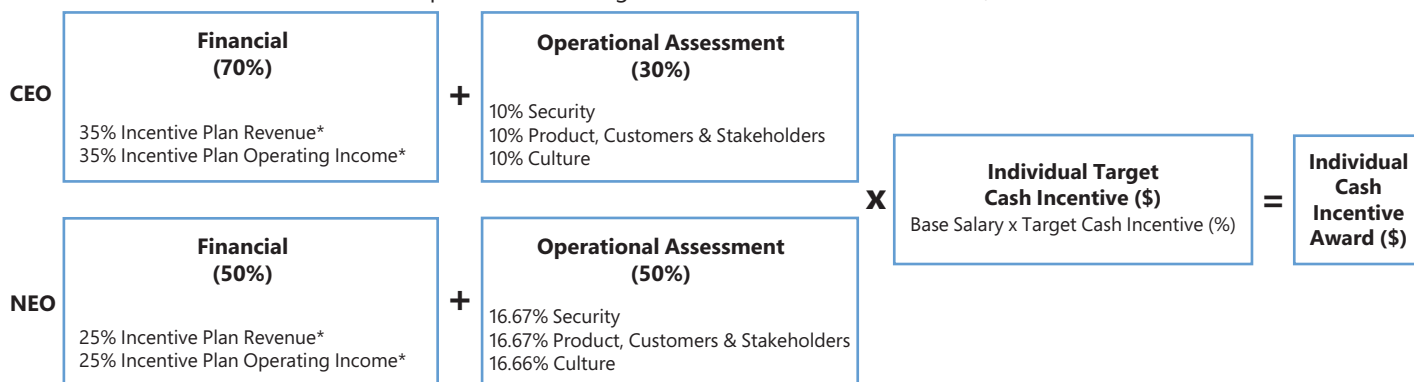 CEO
Financial
(70%)
35% Incentive Plan Revenue*
35% Incentive Plan Operating Income*
+
Operational Assessment
(30%)
10% Security
10% Product, Customers & Stakeholders
10% Culture
NEO
Financial
(50%)
25% Incentive Plan Revenue*
25% Incentive Plan Operating Income*
+
Operational Assessment
(50%)
16.67% Security
16.67% Product, Customers & Stakeholders
16.66% Culture
x
Individual Target
Cash Incentive ($)
Base Salary x Target Cash Incentive (%)
=
Individual
Cash
Incentive
Award ($)